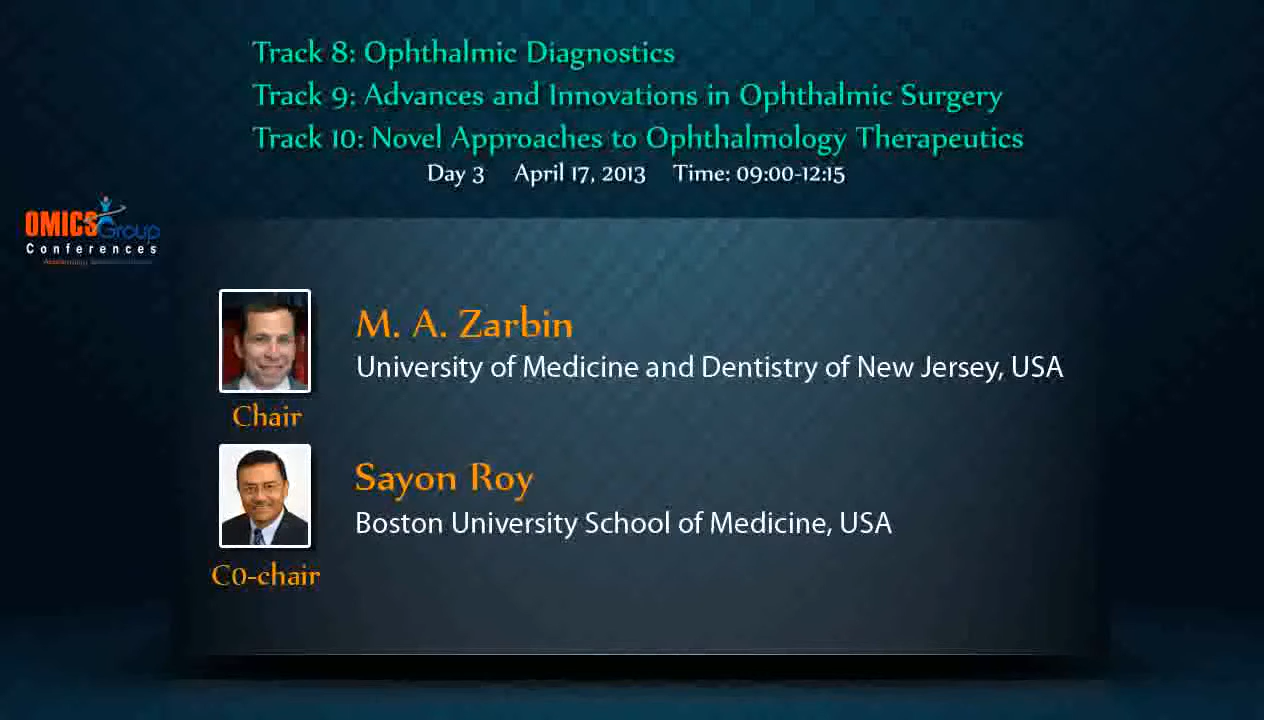 Track 8: Ophthalmic Diagnostics
Track 9: Advances and Innovations in Ophthalmic Surgery
Track 10: Novel Approaches to Ophthalmology Therapeutics
Day 3 April 17, 2013 Time: 09:00-12:15
OMICS Group
Conferences
M. A. Zarbin
University of Medicine and Dentistry of New Jersey, USA
Chair
Sayon Roy
Boston University School of Medicine, USA
C0-chair